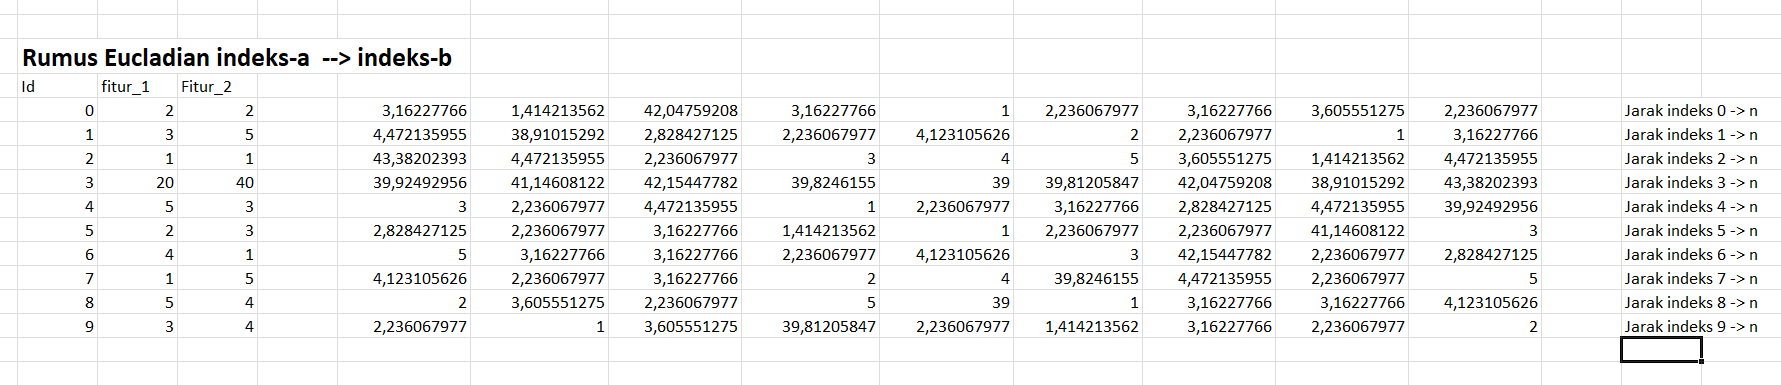 Rumus Eucladian indeks-a --> indeks-b
Id fitur_1 Fitur_2
0 2 2 3,16227766 1,414213562 42,04759208 3,16227766 1 2,236067977 3,16227766 3,605551275 2,236067977 Jarak indeks 0 -> n
1 3 5 4,472135955 38,91015292 2,828427125 2,236067977 4,123105626 2 2,236067977 1 3,16227766 Jarak indeks 1 -> n
2 1 1 43,38202393 4,472135955 2,236067977 3 4 5 3,605551275 1,414213562 4,472135955 Jarak indeks 2 -> n
3 20 40 39,92492956 41,14608122 42,15447782 39,8246155 39 39,81205847 42,04759208 38,91015292 43,38202393 Jarak indeks 3 -> n
4 5 3 3 2,236067977 4,472135955 1 2,236067977 3,16227766 2,828427125 4,472135955 39,92492956 Jarak indeks 4 -> n
5 2 3 2,828427125 2,236067977 3,16227766 1,414213562 1 2,236067977 2,236067977 41,14608122 3 Jarak indeks 5 -> n
6 4 1 5 3,16227766 3,16227766 2,236067977 4,123105626 3 42,15447782 2,236067977 2,828427125 Jarak indeks 6 -> n
7 1 5 4,123105626 2,236067977 3,16227766 2 4 39,8246155 4,472135955 2,236067977 5 Jarak indeks 7 -> n
8 5 4 2 3,605551275 2,236067977 5 39 1 3,16227766 3,16227766 4,123105626 Jarak indeks 8 -> n
9 3 4 2,236067977 1 3,605551275 39,81205847 2,236067977 1,414213562 3,16227766 2,236067977 2 Jarak indeks 9 -> n